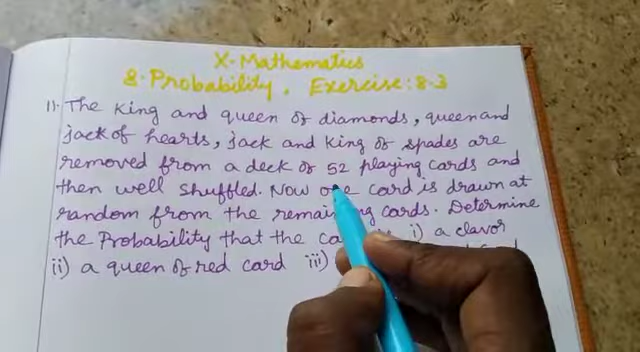 X-Mathematics
8. Probability, Exercise: 8.3
11. The King and queen of diamonds, queen and
jack of hearts, jack and King of spades are
removed from a deck of 52 playing cards and
then well shuffled. Now one card is drawn at
random from the remaining cards. Determine
the Probability that the i) a clavor
ii) a queen of red card iii)